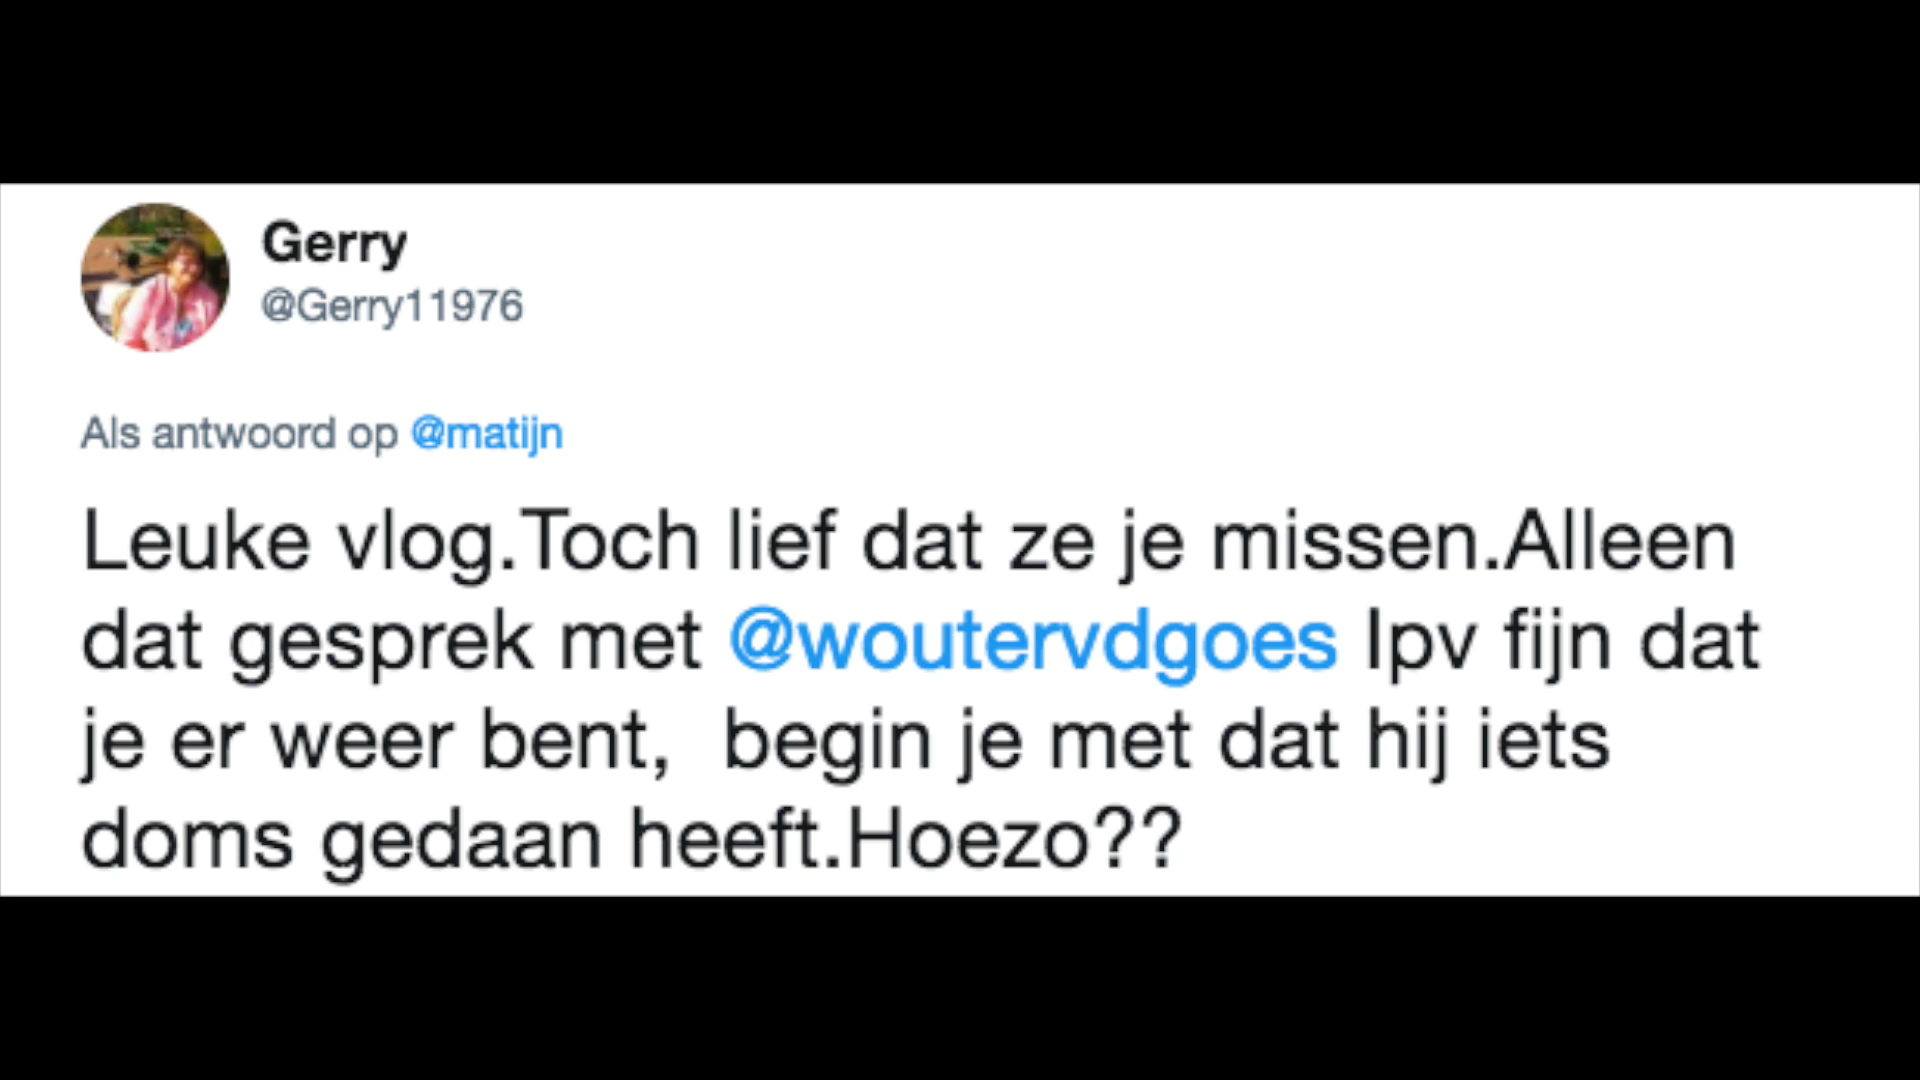 Gerry
@Gerry11976
Als antwoord op @matijn
Leuke vlog.Toch lief dat ze je missen.Alleen
dat gesprek met @woutervdgoes Ipv fijn dat
je er weer bent,  begin je met dat hij iets
doms gedaan heeft.Hoezo??